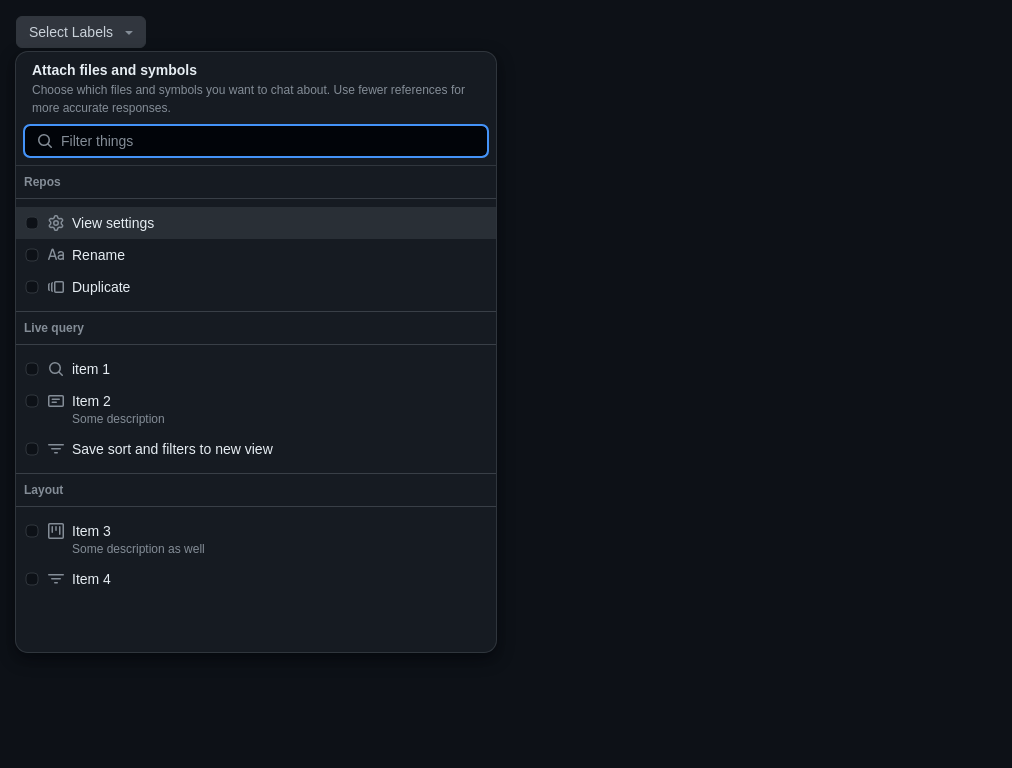 Select Labels
Attach files and symbols
Choose which files and symbols you want to chat about. Use fewer references for
more accurate responses.
Filter things
Repos
View settings
Rename
Duplicate
Live query
item 1
Item 2
Some description
Save sort and filters to new view
Layout
Item 3
Some description as well
Item 4